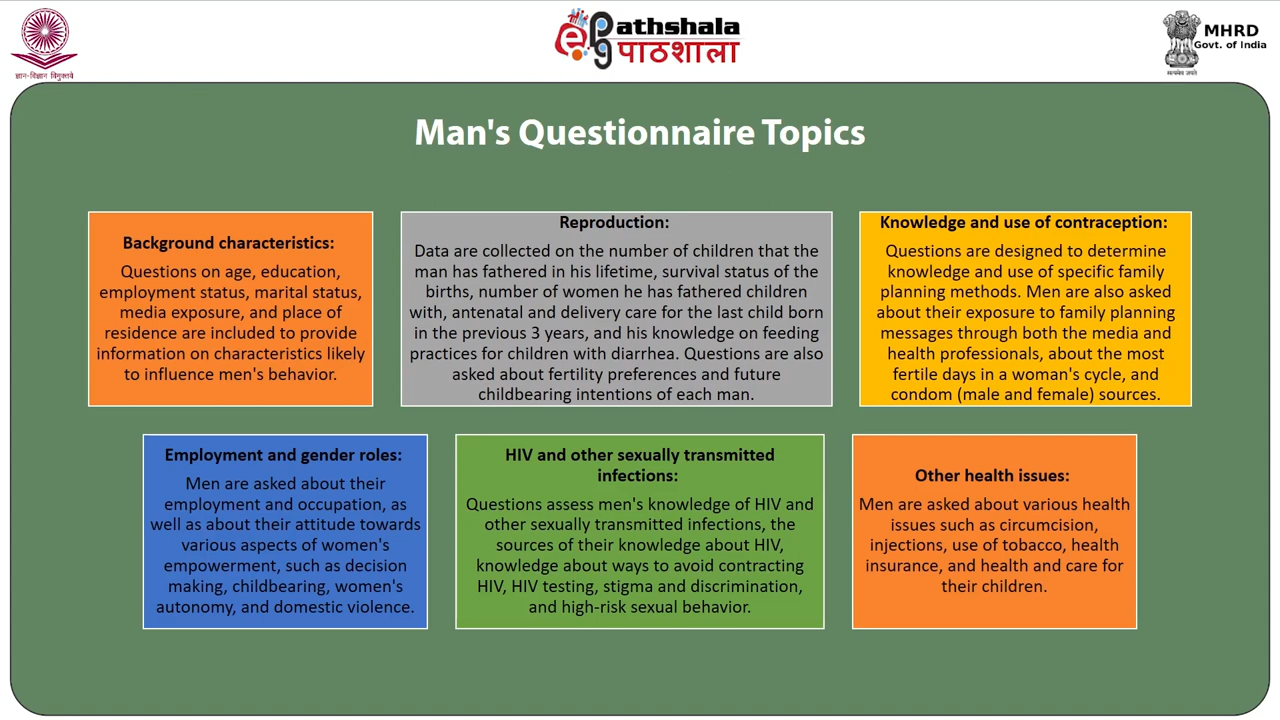 ज्ञान-विज्ञान विमुक्तये
e Pg athshala
पाठशाला
MHRD
Govt. of India
सत्यमेव जयते
Man's Questionnaire Topics
Background characteristics:
Questions on age, education,
employment status, marital status,
media exposure, and place of
residence are included to provide
information on characteristics likely
to influence men's behavior.
Reproduction:
Data are collected on the number of children that the
man has fathered in his lifetime, survival status of the
births, number of women he has fathered children
with, antenatal and delivery care for the last child born
in the previous 3 years, and his knowledge on feeding
practices for children with diarrhea. Questions are also
asked about fertility preferences and future
childbearing intentions of each man.
Knowledge and use of contraception:
Questions are designed to determine
knowledge and use of specific family
planning methods. Men are also asked
about their exposure to family planning
messages through both the media and
health professionals, about the most
fertile days in a woman's cycle, and
condom (male and female) sources.
Employment and gender roles:
Men are asked about their
employment and occupation, as
well as about their attitude towards
various aspects of women's
empowerment, such as decision
making, childbearing, women's
autonomy, and domestic violence.
HIV and other sexually transmitted
infections:
Questions assess men's knowledge of HIV and
other sexually transmitted infections, the
sources of their knowledge about HIV,
knowledge about ways to avoid contracting
HIV, HIV testing, stigma and discrimination,
and high-risk sexual behavior.
Other health issues:
Men are asked about various health
issues such as circumcision,
injections, use of tobacco, health
insurance, and health and care for
their children.